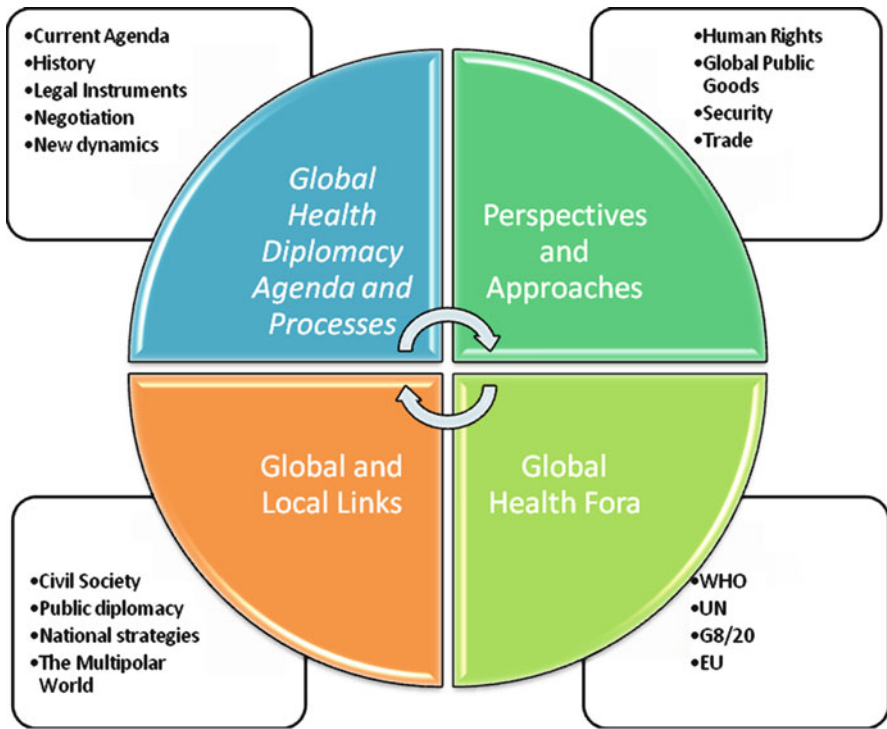 •Current Agenda
•History
•Legal Instruments
•Negotiation
•New dynamics
•Human Rights
•Global Public
Goods
•Security
•Trade
Global
Health
Diplomacy
Agenda and
Processes
Perspectives
and
Approaches
Global and
Local Links
Global
Health Fora
•Civil Society
•Public diplomacy
•National strategies
•The Multipolar
World
•WHO
•UN
•G8/20
•EU